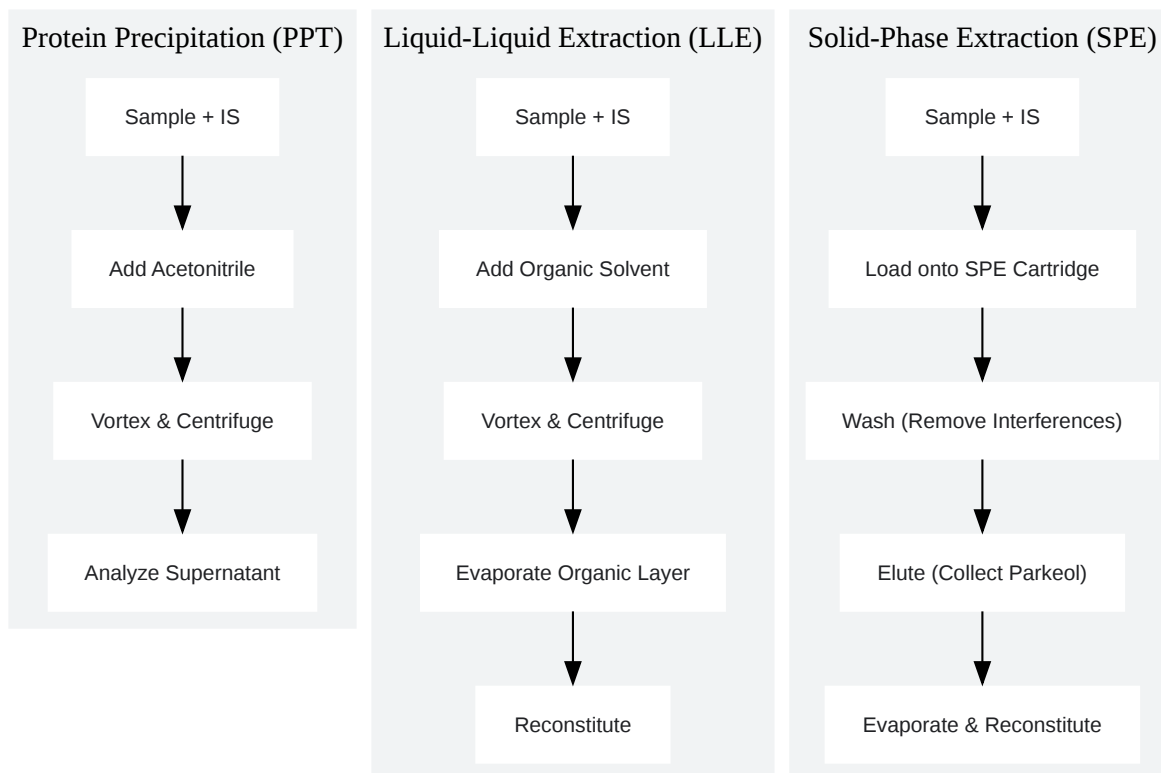 Protein Precipitation (PPT)
Sample + IS
Add Acetonitrile
Vortex & Centrifuge
Analyze Supernatant
Liquid-Liquid Extraction (LLE)
Sample + IS
Add Organic Solvent
Vortex & Centrifuge
Evaporate Organic Layer
Reconstitute
Solid-Phase Extraction (SPE)
Sample + IS
Load onto SPE Cartridge
Wash (Remove Interferences)
Elute (Collect Parkeol)
Evaporate & Reconstitute